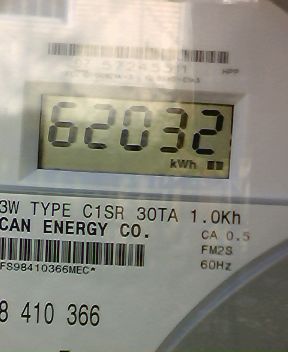 62032
kWh
3W TYPE C1SR 30TA 1.0Kh
CAN ENERGY CO.
CA 0.5
FM2S
60Hz
FS98410366MEC*
8 410 366